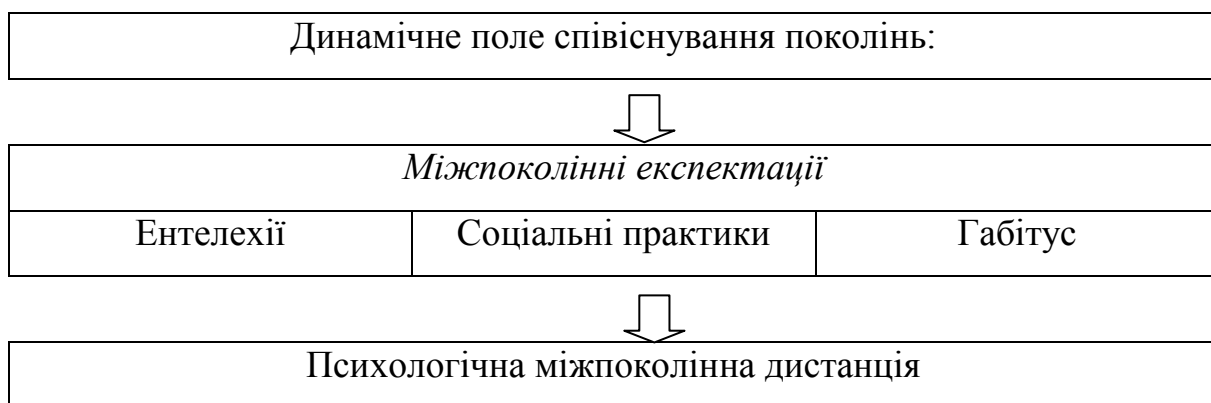 Динамічне поле співіснування поколінь:
Міжпоколінні експектації
Ентелехії
Соціальні практики
Габітус
Психологічна міжпоколінна дистанція